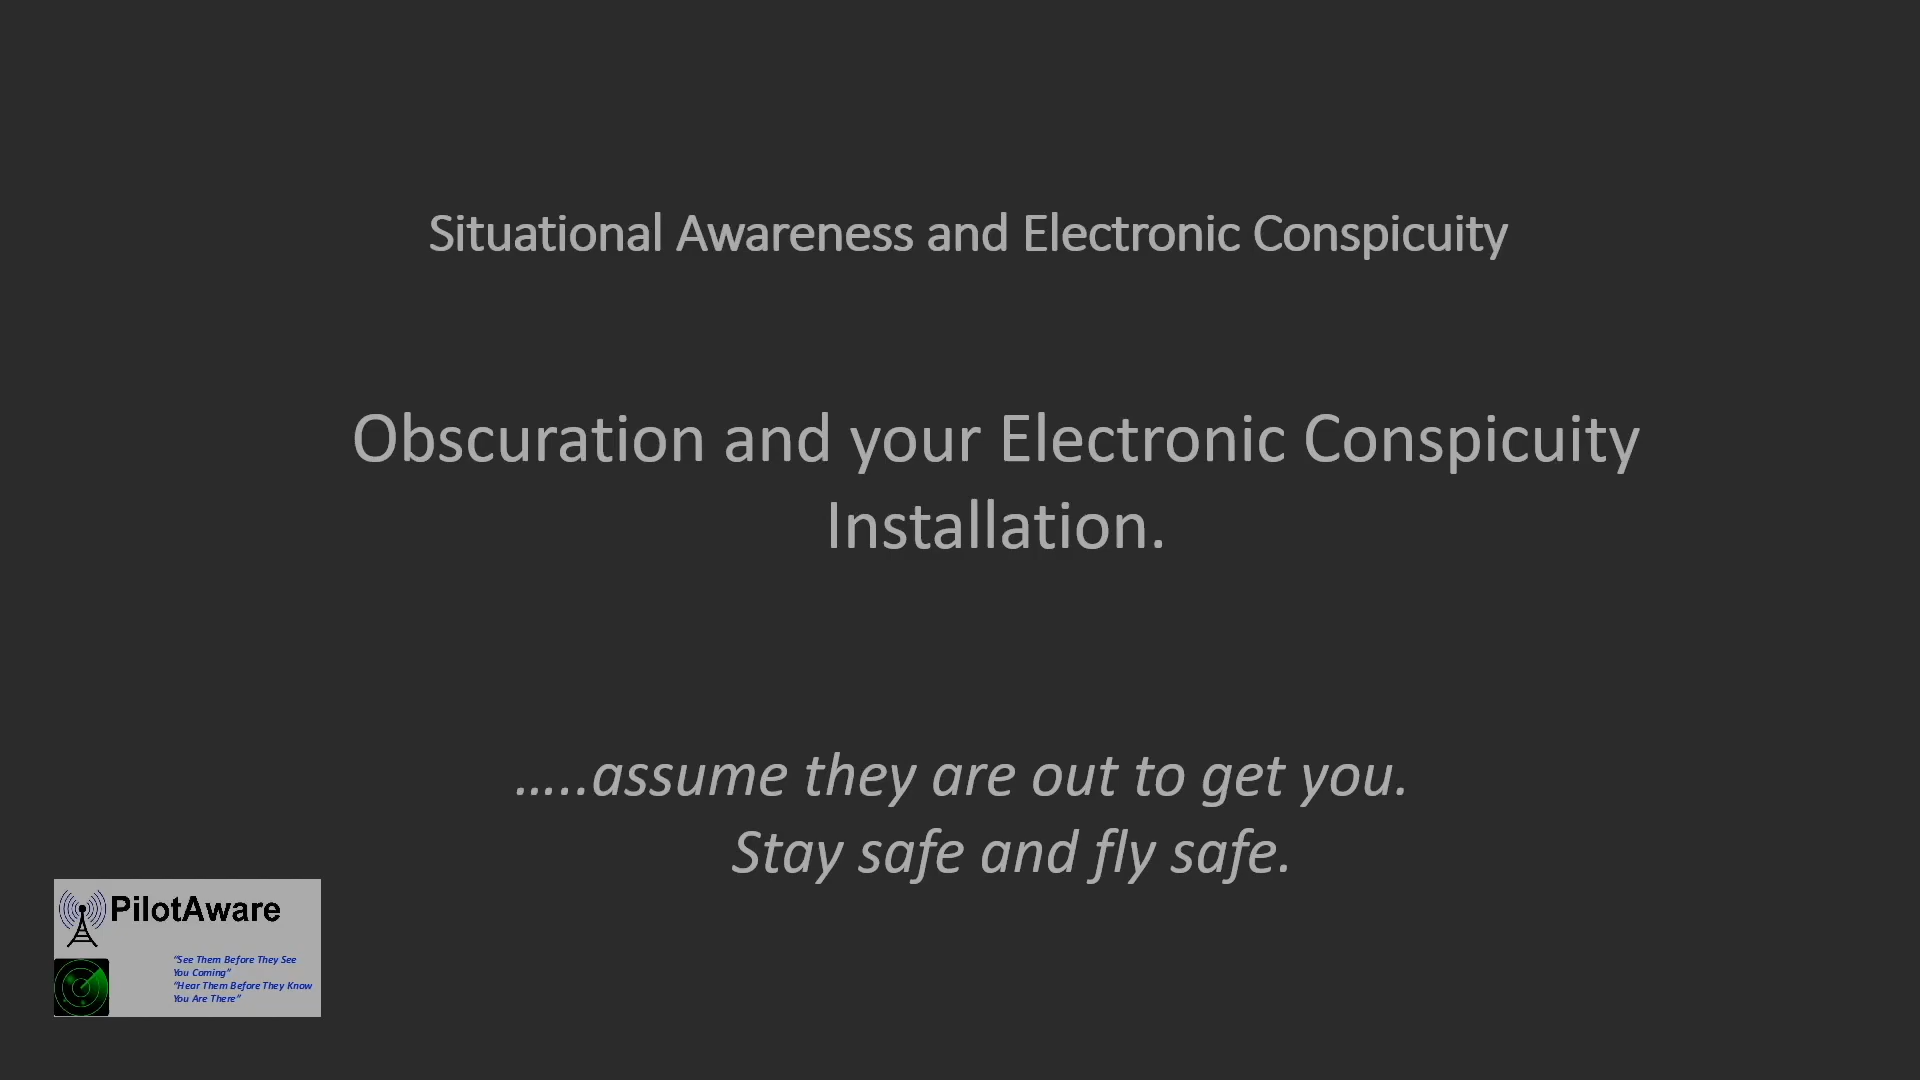 Situational Awareness and Electronic Conspicuity
Obscuration and your Electronic Conspicuity
Installation.
…..assume they are out to get you.
Stay safe and fly safe.
PilotAware
“See Them Before They See
You Coming”
“Hear Them Before They Know
You Are There”